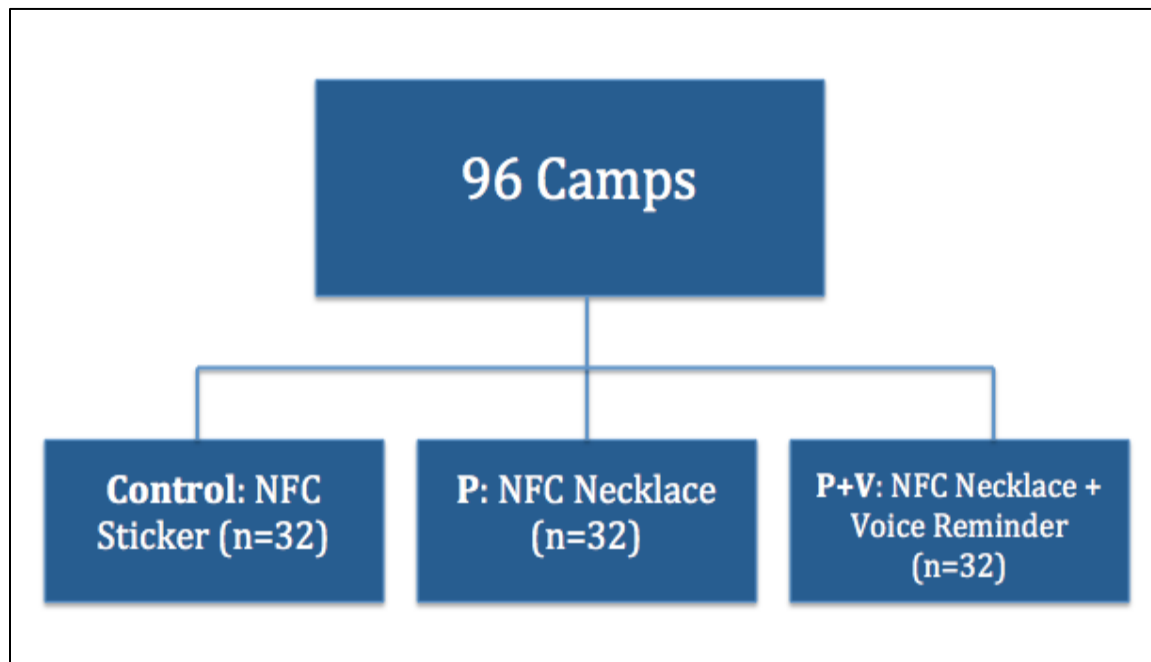 96 Camps
Control: NFC
Sticker (n=32)
P: NFC Necklace
(n=32)
P+V: NFC Necklace +
Voice Reminder
(n=32)